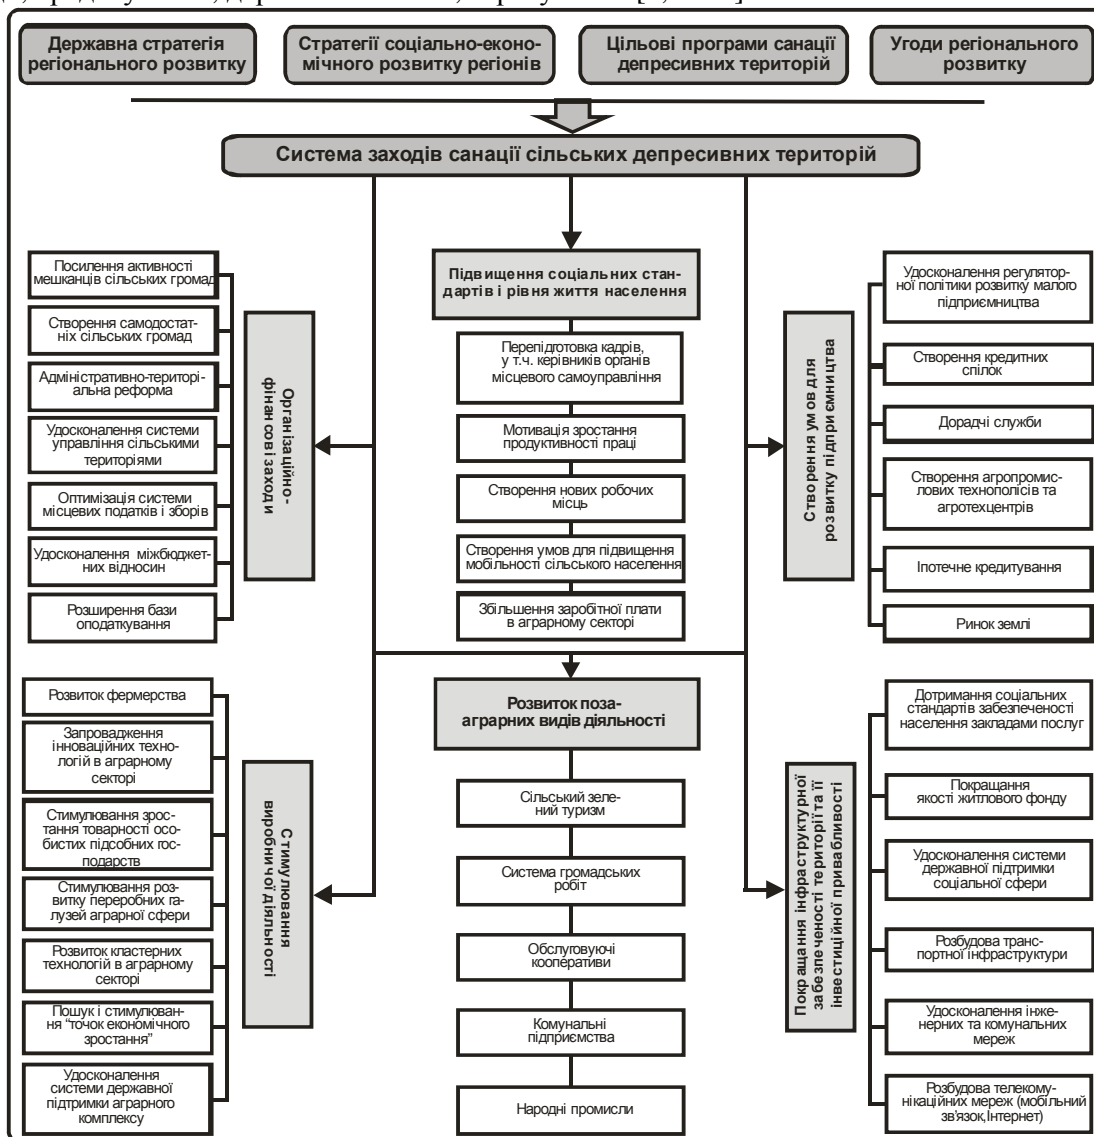 Державна стратегія
регіонального розвитку
Стратегії соціально-еконо-
мічного розвитку регіонів
Цільові програми санації
депресивних територій
Угоди регіонального
розвитку
Система заходів санації сільських депресивних територій
Посилення активності
мешканців сільських громад
Створення самодостат-
ніх сільських громад
Адміністративно-територі-
альна реформа
Удосконалення системи
управління сільськими
територіями
Оптимізація системи
місцевих податків і зборів
Удосконалення міжбюджет-
них відносин
Розширення бази
оподаткування
Організаційно-
фінансові заходи
Підвищення соціальних стан-
дартів і рівня життя населення
Перепідготовка кадрів,
у т.ч. керівників органів
місцевого самоуправління
Мотивація зростання
продуктивності праці
Створення нових робочих
місць
Створення умов для підвищення
мобільності сільського населення
Збільшення заробітної плати
в аграрному секторі
Створення умов для
розвитку підприємництва
Удосконалення регулятор-
ної політики розвитку малого
підприємництва
Створення кредитних
спілок
Дорадчі служби
Створення агропромис-
лових технополісів та
агротехцентрів
Іпотечне кредитування
Ринок землі
Розвиток фермерства
Запровадження
інноваційних техно-
логій в аграрному
секторі
Стимулювання зрос-
тання товарності осо-
бистих підсобних гос-
подарств
Стимулювання роз-
витку переробних га-
лузей аграрної сфери
Розвиток кластерних
технологій в аграрному
секторі
Пошук і стимулюван-
ня “точок економічного
зростання”
Удосконалення
системи державної
підтримки аграрного
комплексу
Стимулювання
виробничої діяльності
Розвиток поза-
аграрних видів діяльності
Сільський зеле-
ний туризм
Система громадських
робіт
Обслуговуючі
кооперативи
Комунальні
підприємства
Народні промисли
Покращання інфраструктурної
забезпеченості території та її
інвестиційної привабливості
Дотримання соціальних
стандартів забезпеченості
населення закладами послуг
Покращання
якості житлового фонду
Удосконалення системи
державної підтримки
соціальної сфери
Розбудова транс-
портної інфраструктури
Удосконалення інже-
нерних та комунальних
мереж
Розбудова телекому-
нікаційних мереж (мобільний
зв'язок,Інтернет)